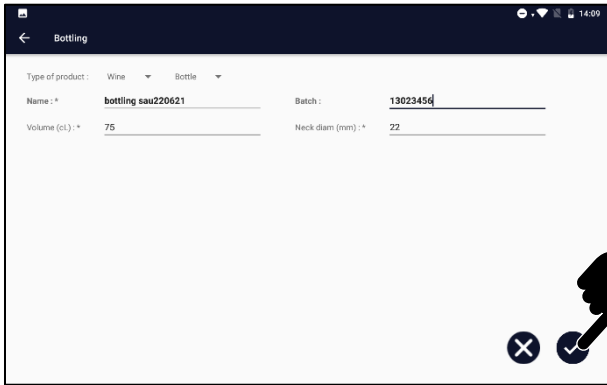 14:09
Bottling
Type of product : Wine Bottle
Name : * bottling sau220621 Batch : 13023456
Volume (cl.) : * 75 Neck diam (mm) : * 22